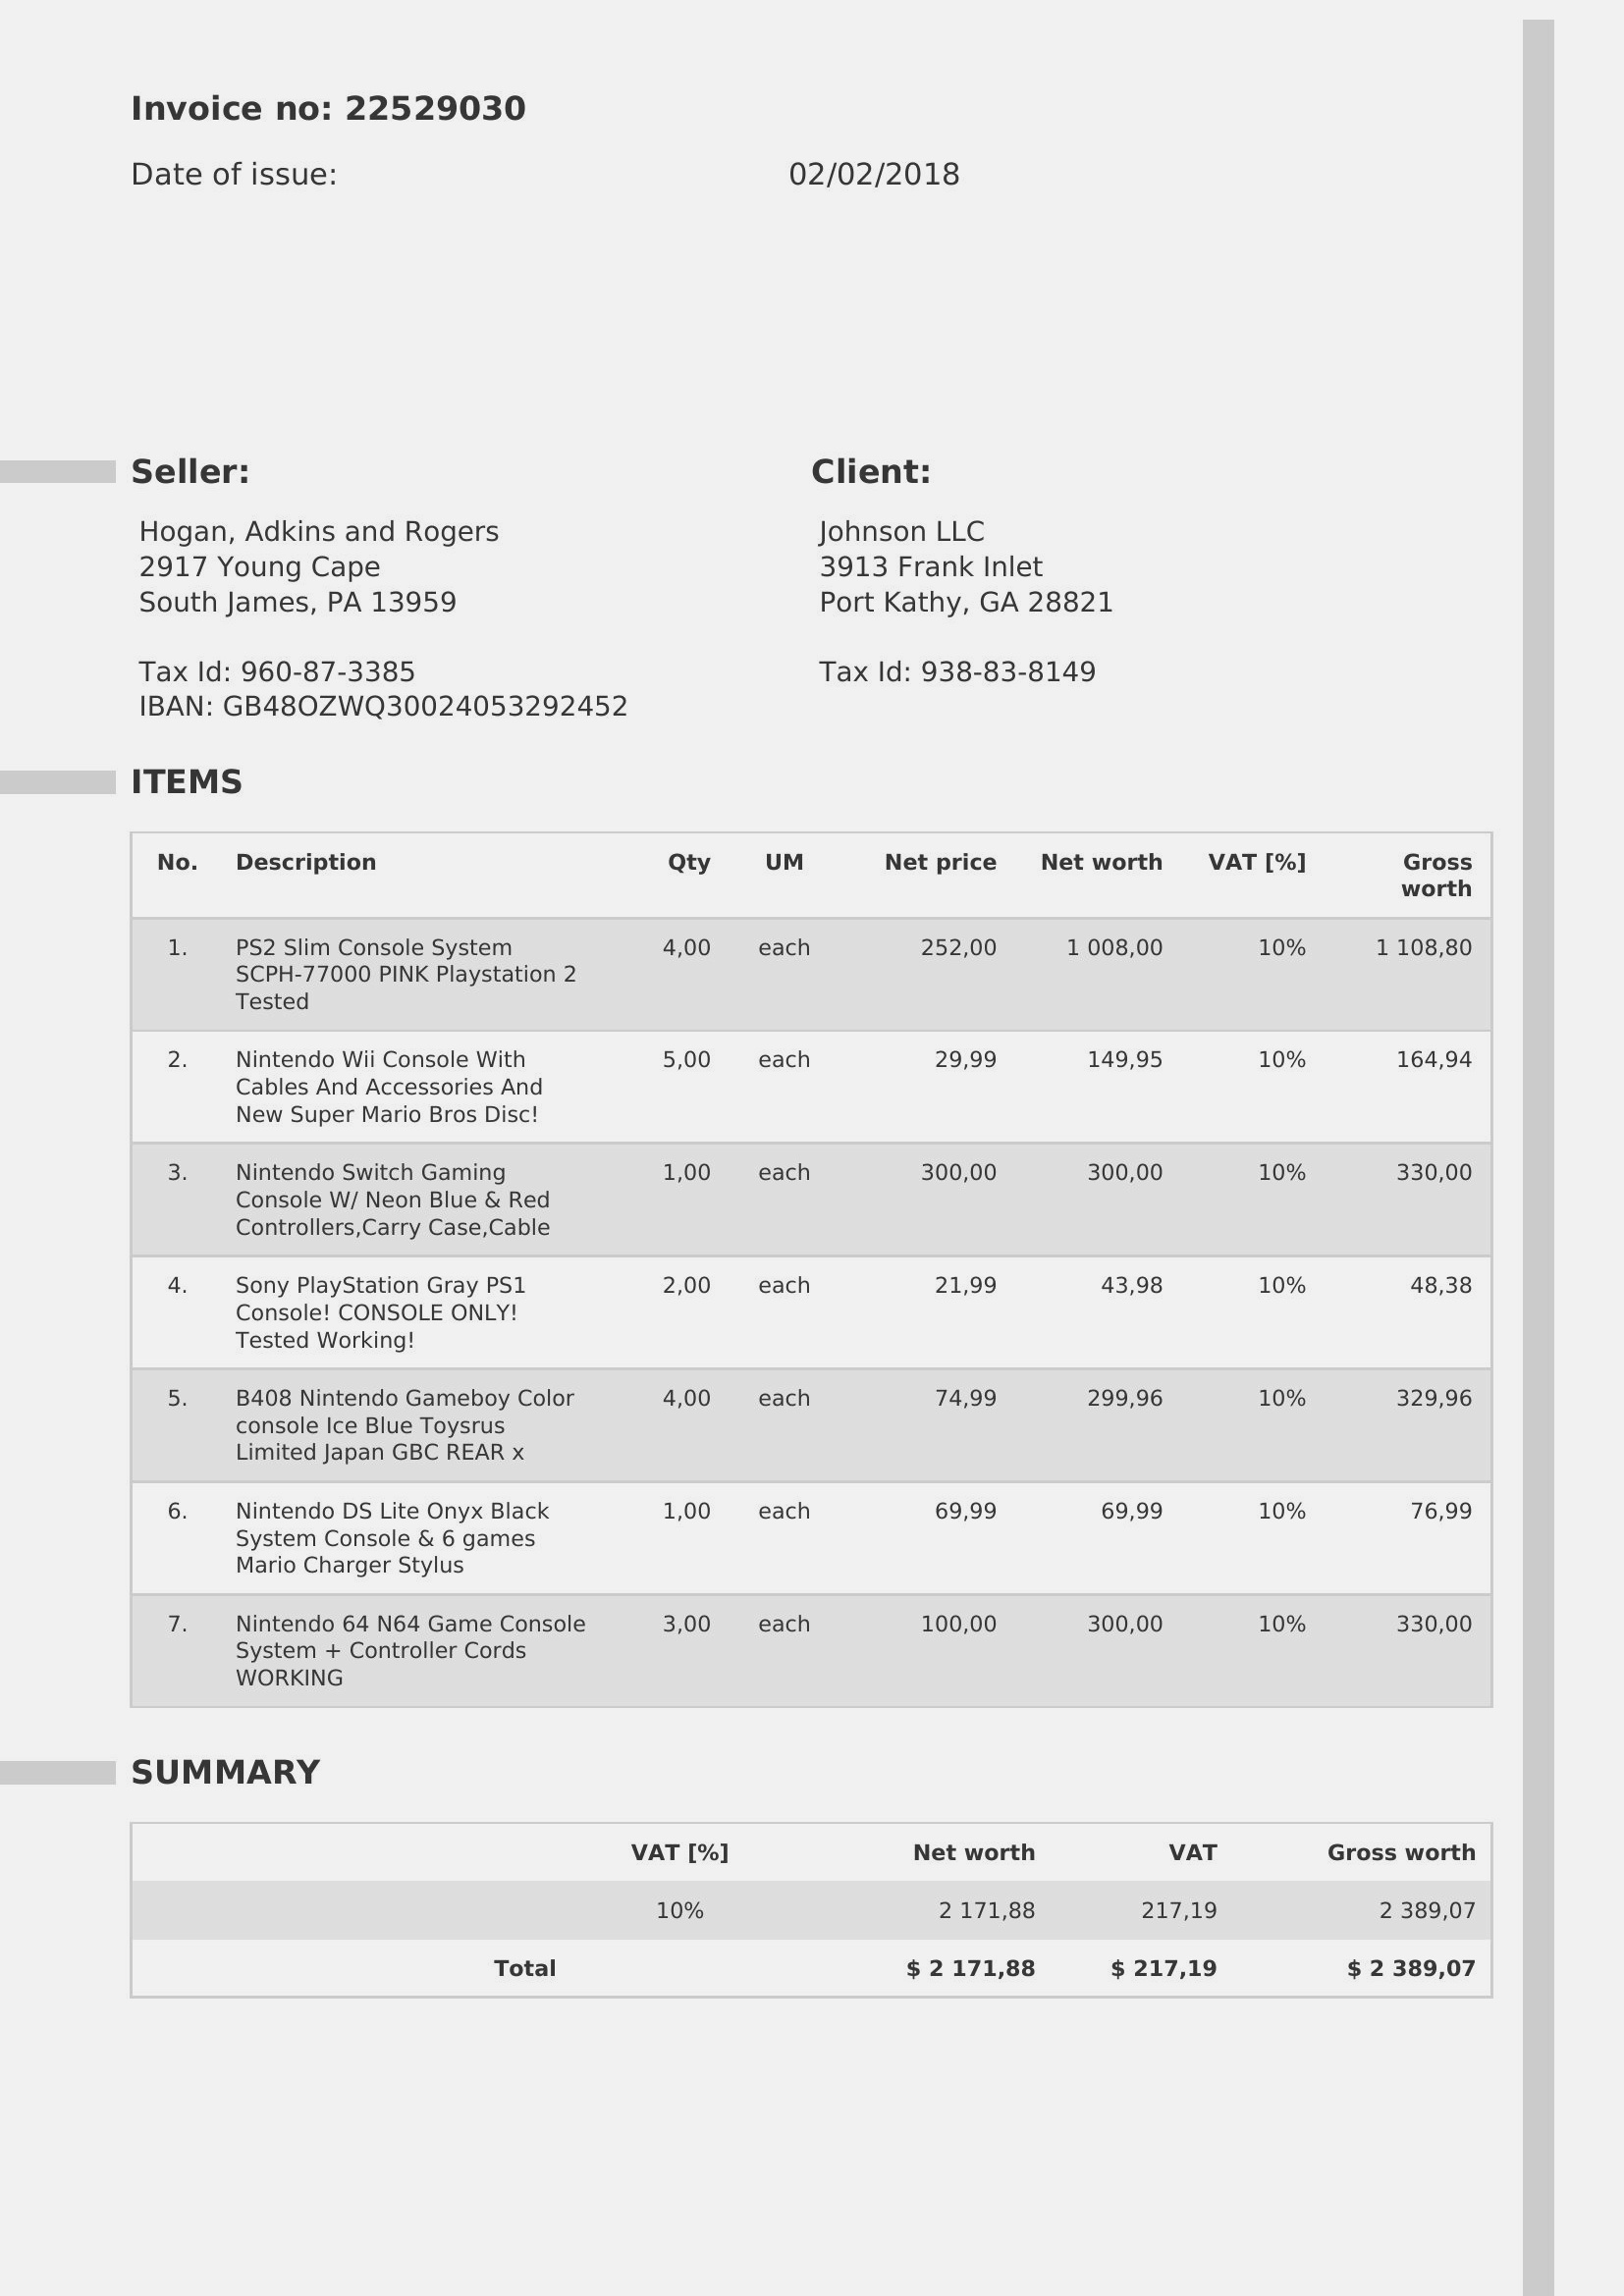 Invoice no: 22529030
Date of issue: 02/02/2018
Seller: Client:
Hogan, Adkins and Rogers Johnson LLC
2917 Young Cape 3913 Frank Inlet
South James, PA 13959 Port Kathy, GA 28821
Tax Id: 960-87-3385 Tax Id: 938-83-8149
IBAN: GB48OZWQ30024053292452
ITEMS
No. Description Qty UM Net price Net worth VAT [%] Gross
worth
1. PS2 Slim Console System 4,00 each 252,00 1 008,00 10% 1 108,80
SCPH-77000 PINK Playstation 2
Tested
2. Nintendo Wii Console With 5,00 each 29,99 149,95 10% 164,94
Cables And Accessories And
New Super Mario Bros Disc!
3. Nintendo Switch Gaming 1,00 each 300,00 300,00 10% 330,00
Console W/ Neon Blue & Red
Controllers,Carry Case,Cable
4. Sony PlayStation Gray PS1 2,00 each 21,99 43,98 10% 48,38
Console! CONSOLE ONLY!
Tested Working!
5. B408 Nintendo Gameboy Color 4,00 each 74,99 299,96 10% 329,96
console Ice Blue Toysrus
Limited Japan GBC REAR x
6. Nintendo DS Lite Onyx Black 1,00 each 69,99 69,99 10% 76,99
System Console & 6 games
Mario Charger Stylus
7. Nintendo 64 N64 Game Console 3,00 each 100,00 300,00 10% 330,00
System + Controller Cords
WORKING
SUMMARY
VAT [%] Net worth VAT Gross worth
10% 2 171,88 217,19 2 389,07
Total $ 2 171,88 $ 217,19 $ 2 389,07